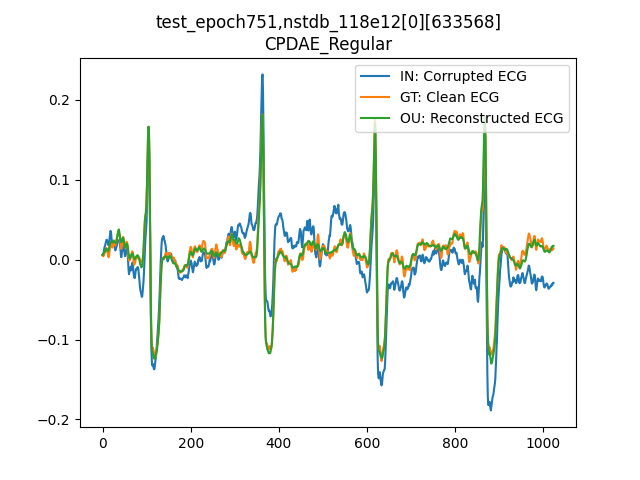 test_epoch751,nstdb_118e12[0][633568]
CPDAE_Regular
IN: Corrupted ECG
GT: Clean ECG
OU: Reconstructed ECG
0.2
0.1
0.0
−0.1
−0.2
0 200 400 600 800 1000